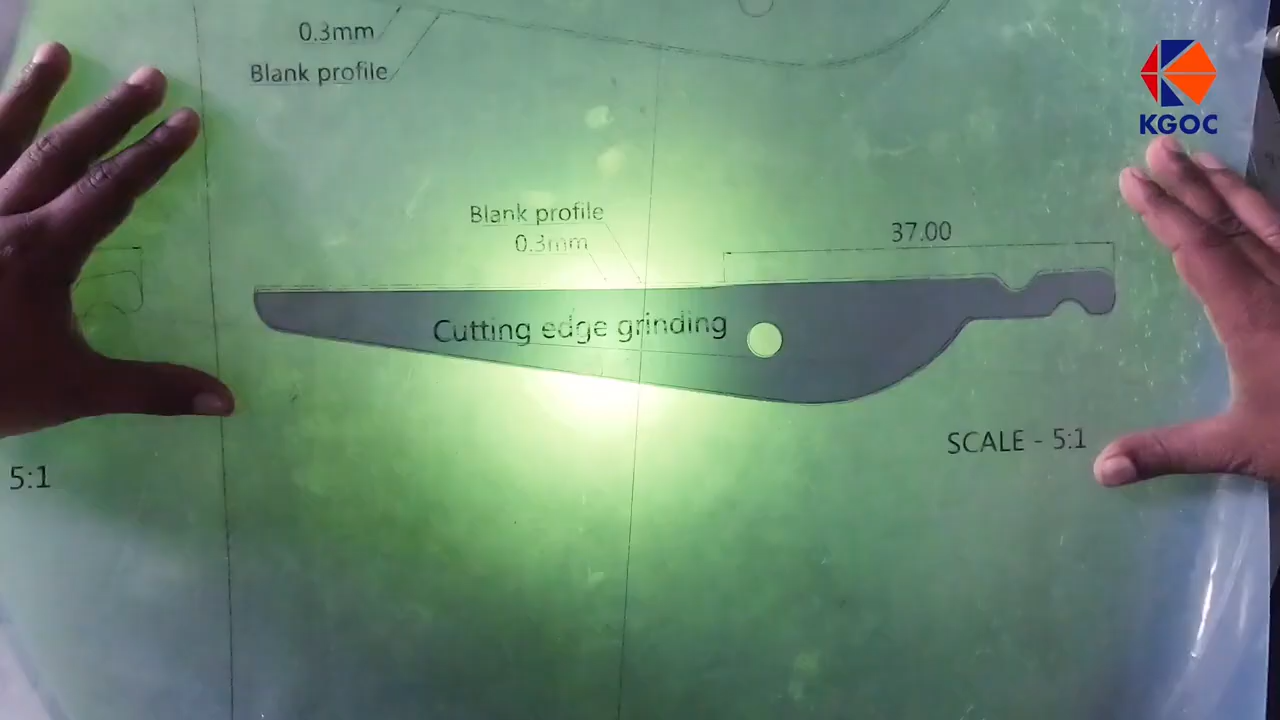 0.3mm
Blank profile
KGOC
Blank profile
0.3mm
37.00
Cutting edge grinding
SCALE - 5:1
5:1